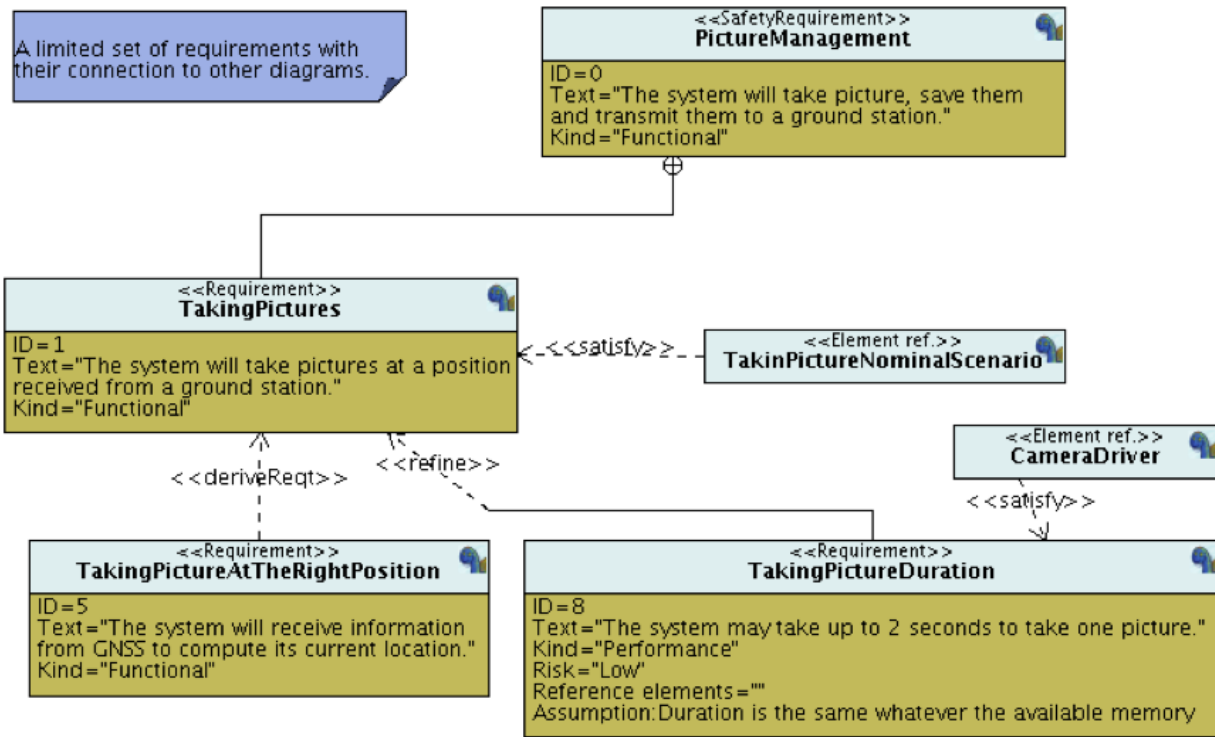 A limited set of requirements with
their connection to other diagrams.
<<SafetyRequirement>>
PictureManagement
ID=0
Text="The system will take picture, save them
and transmit them to a ground station."
Kind="Functional"
<<Requirement>>
TakingPictures
ID=1
Text="The system will take pictures at a position
received from a ground station."
Kind="Functional"
<<satisfy>>
<<Element ref.>>
TakinPictureNominalScenario
<<deriveReqt>>
<<refine>>
<<Element ref.>>
CameraDriver
<<satisfy>>
<<Requirement>>
TakingPictureAtTheRightPosition
ID=5
Text="The system will receive information
from GNSS to compute its current location."
Kind="Functional"
<<Requirement>>
TakingPictureDuration
ID=8
Text="The system may take up to 2 seconds to take one picture."
Kind="Performance"
Risk="Low"
Reference elements=""
Assumption:Duration is the same whatever the available memory